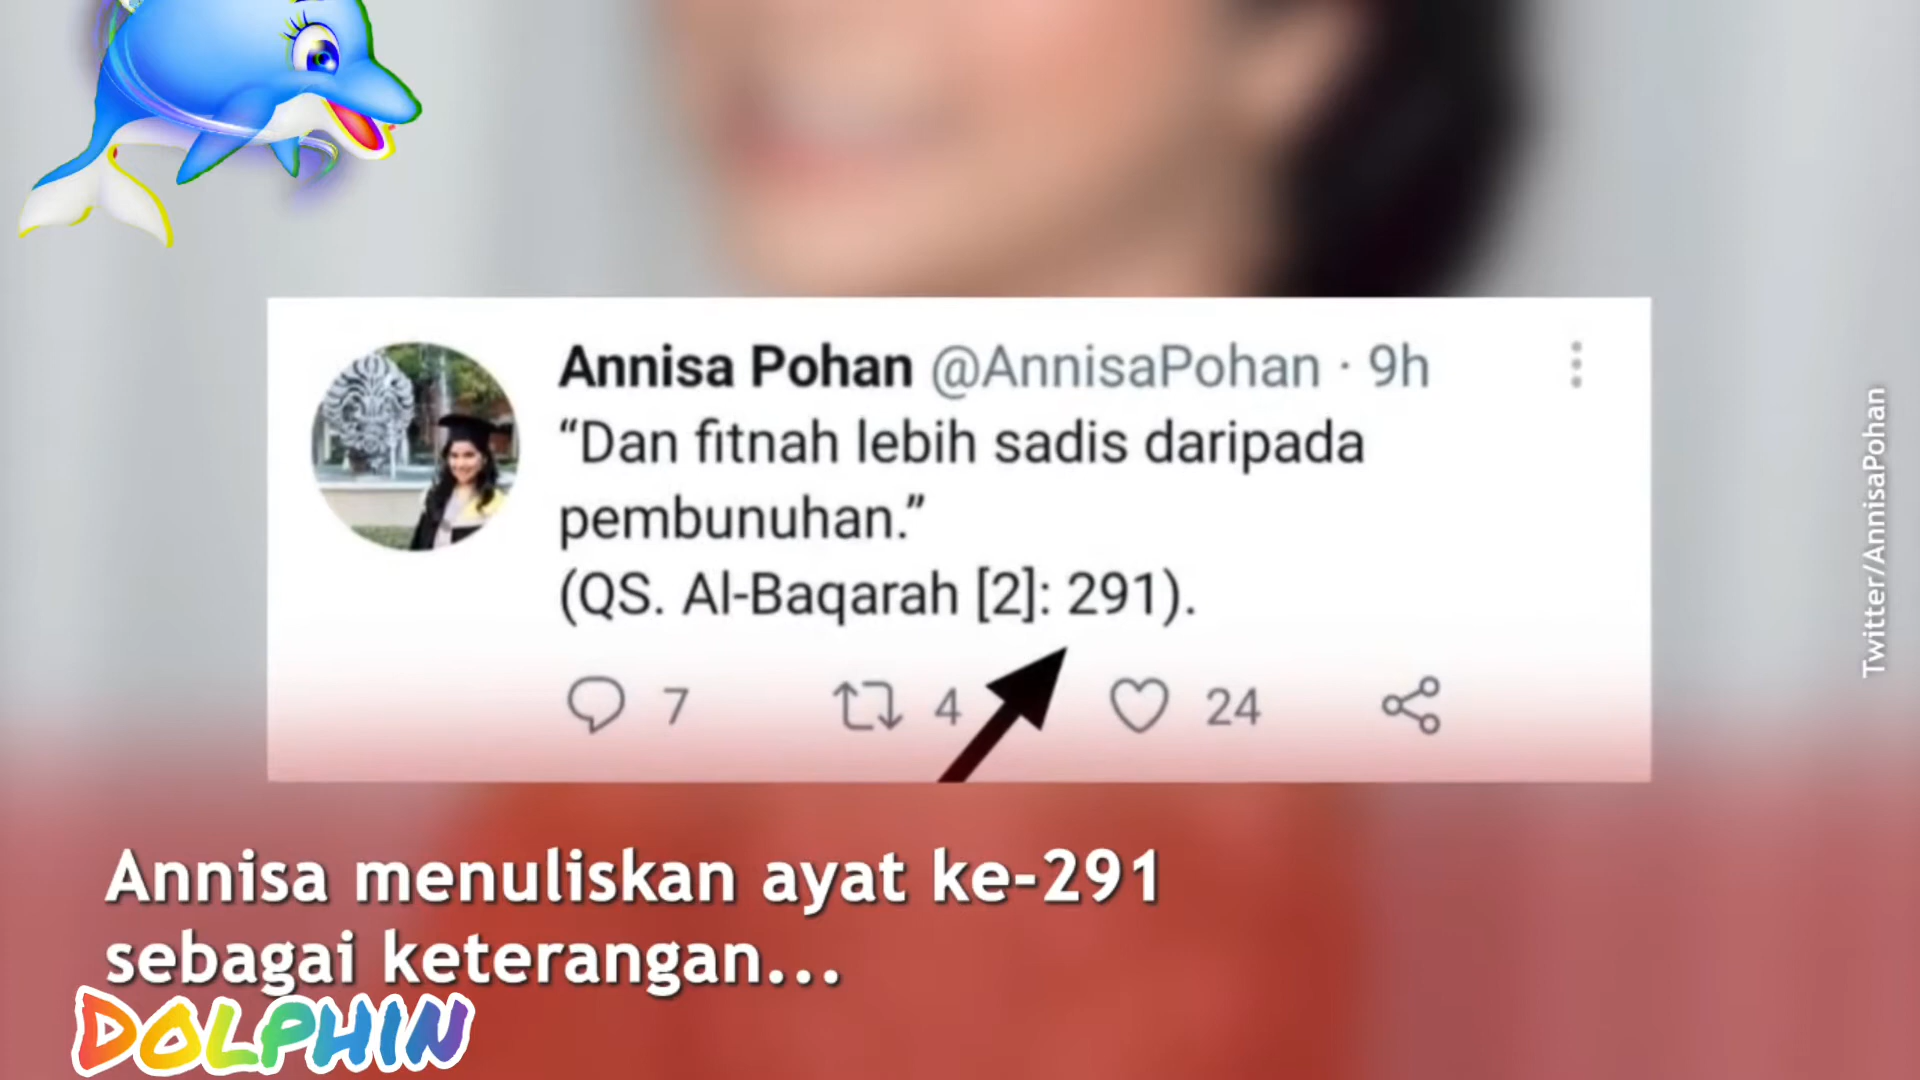 Annisa Pohan @AnnisaPohan · 9h
“Dan fitnah lebih sadis daripada
pembunuhan.”
(QS. Al-Baqarah [2]: 291).
7 4 24
Twitter/AnnisaPohan
Annisa menuliskan ayat ke-291
sebagai keterangan...
DOLPHIN